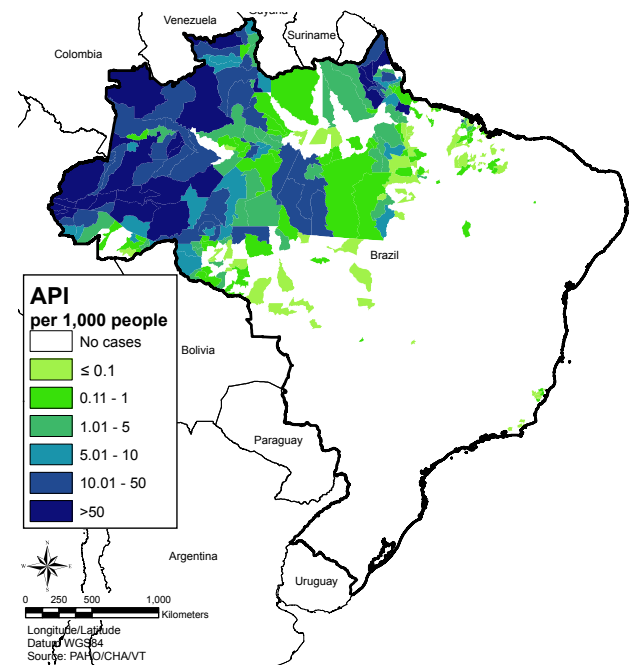 Guyana
Venezuela
Suriname
Colombia
Brazil
API
per 1,000 people
No cases
≤ 0.1
0.11 - 1
1.01 - 5
5.01 - 10
10.01 - 50
>50
Bolivia
Paraguay
Argentina
Uruguay
N
W
E
S
0 250 500 1,000
Kilometers
Longitude/Latitude
Datum WGS84
Source: PAHO/CHA/VT